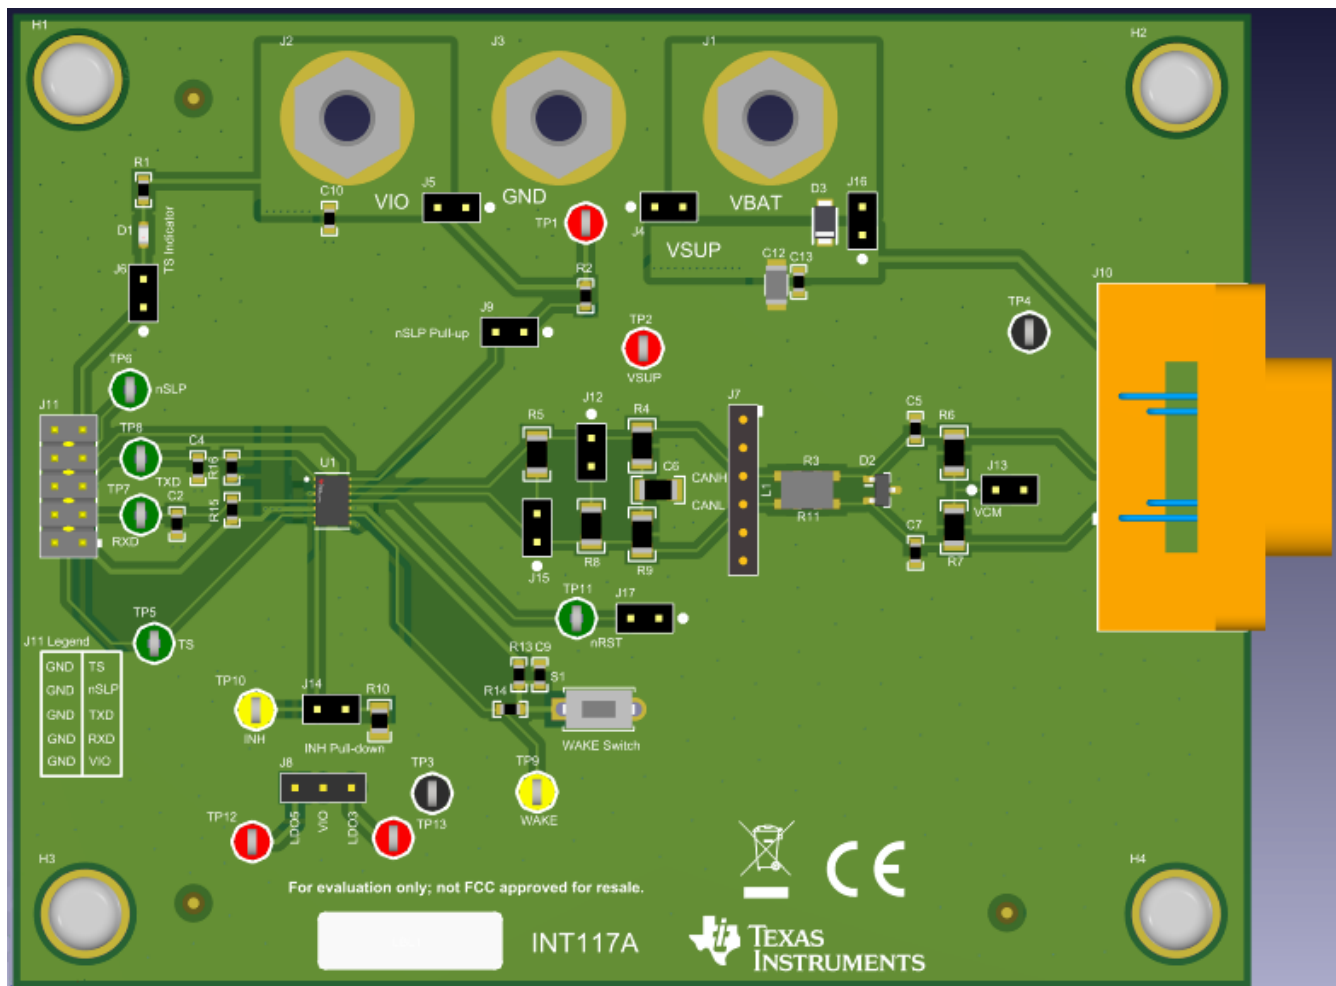 H1
J2
J3
J1
H2
R1
C10
VIO
J5
GND
TP1
J4
VBAT
D3
J16
D1
TS Indicator
J6
R2
VSUP
C12
C13
J10
J9
nSLP Pull-up
TP2
VSUP
TP4
TP6
nSLP
J11
TP8
TXD
C4
R16
U1
R5
J12
R4
J7
C5
R6
TP7
RXD
C2
R15
C6
CANH
CANL
L1
R3
R11
D2
J13
VCM
J15
R8
R9
C7
R7
TP5
TS
TP11
nRST
J17
J11 Legend
GND TS
GND nSLP
GND TXD
GND RXD
GND VIO
R13
C9
S1
R14
WAKE Switch
TP10
INH
J14
R10
INH Pull-down
J8
TP3
TP9
WAKE
TP12
LDO5
VIO
LDO3
TP13
H3
H4
For evaluation only; not FCC approved for resale.
CE
INT117A
TEXAS
INSTRUMENTS